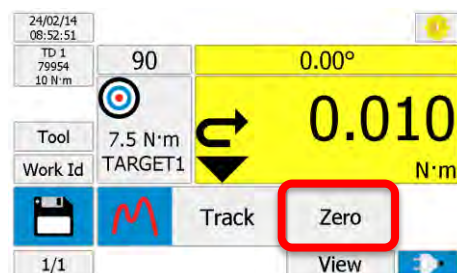 24/02/14
08:52:51
TD 1
79954
10 N·m
90
0.00°
7.5 N·m
TARGET1
0.010
N·m
Tool
Work Id
Track
Zero
1/1
View